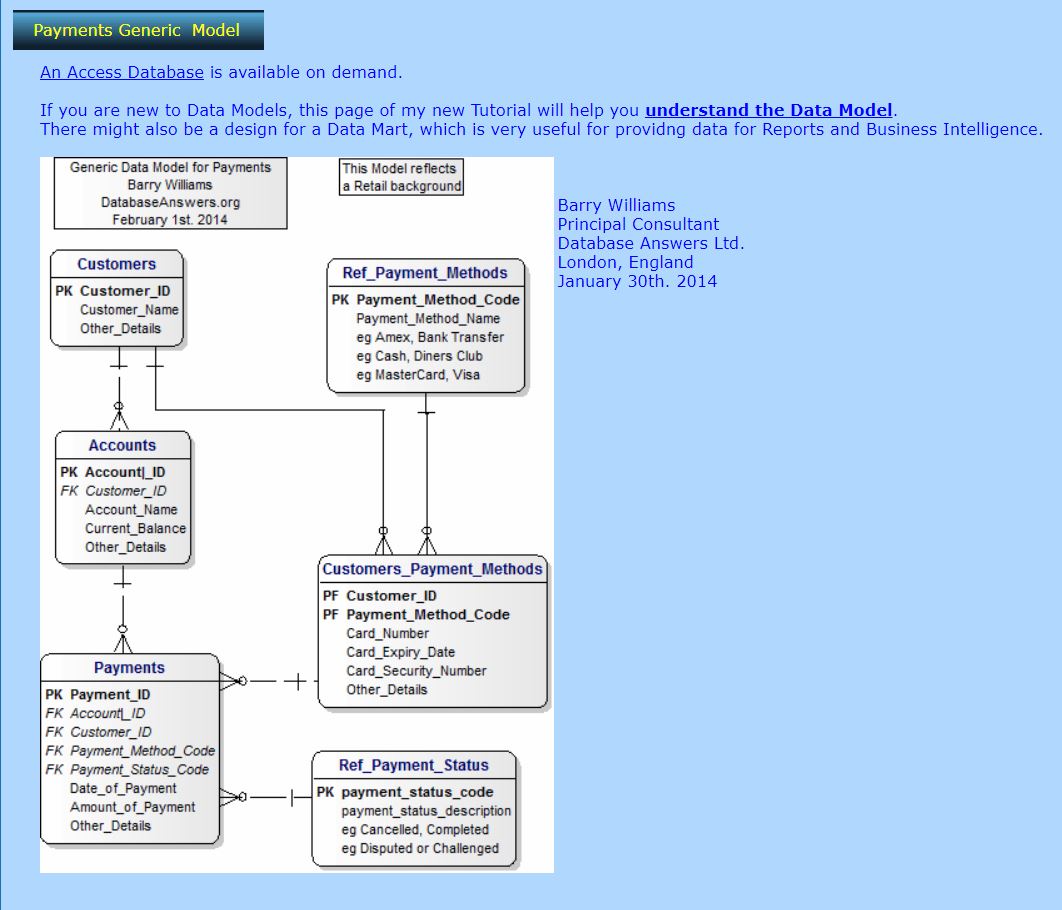 Payments Generic  Model
An Access Database is available on demand.
If you are new to Data Models, this page of my new Tutorial will help you understand the Data Model.
There might also be a design for a Data Mart, which is very useful for providng data for Reports and Business Intelligence.
Generic Data Model for Payments
Barry Williams
DatabaseAnswers.org
February 1st. 2014
This Model reflects
a Retail background
Barry Williams
Principal Consultant
Database Answers Ltd.
London, England
January 30th. 2014
Customers
PK Customer_ID
Customer_Name
Other_Details
Ref_Payment_Methods
PK Payment_Method_Code
Payment_Method_Name
eg Amex, Bank Transfer
eg Cash, Diners Club
eg MasterCard, Visa
Accounts
PK Account|_ID
FK Customer_ID
Account_Name
Current_Balance
Other_Details
Customers_Payment_Methods
PF Customer_ID
PF Payment_Method_Code
Card_Number
Card_Expiry_Date
Card_Security_Number
Other_Details
Payments
PK Payment_ID
FK Account|_ID
FK Customer_ID
FK Payment_Method_Code
FK Payment_Status_Code
Date_of_Payment
Amount_of_Payment
Other_Details
Ref_Payment_Status
PK payment_status_code
payment_status_description
eg Cancelled, Completed
eg Disputed or Challenged